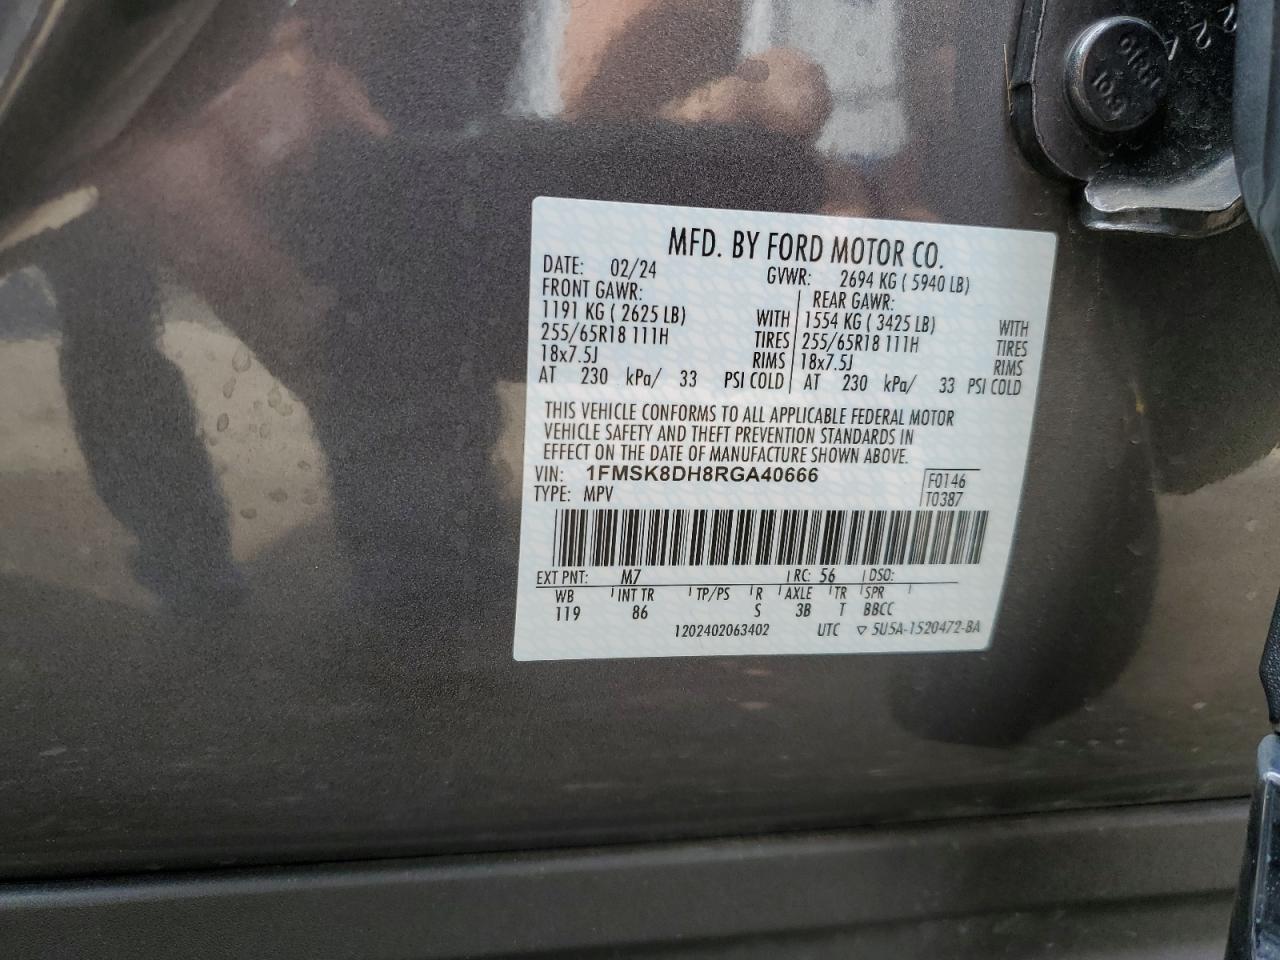 MFD. BY FORD MOTOR CO.
DATE: 02/24 GVWR: 2694 KG ( 5940 LB)
FRONT GAWR: REAR GAWR:
1191 KG ( 2625 LB) WITH 1554 KG ( 3425 LB) WITH
255/65R18 111H TIRES 255/65R18 111H TIRES
18x7.5J RIMS 18x7.5J RIMS
AT 230 kPa/ 33 PSI COLD AT 230 kPa/ 33 PSI COLD
THIS VEHICLE CONFORMS TO ALL APPLICABLE FEDERAL MOTOR
VEHICLE SAFETY AND THEFT PREVENTION STANDARDS IN
EFFECT ON THE DATE OF MANUFACTURE SHOWN ABOVE.
VIN: 1FMSK8DH8RGA40666 F0146
TYPE: MPV T0387
EXT PNT: M7 RC: 56 DSO:
WB INT TR TP/PS R AXLE TR SPR
119 86 S 3B T BBCC
1202402063402 UTC ▽ 5U5A-1520472-BA